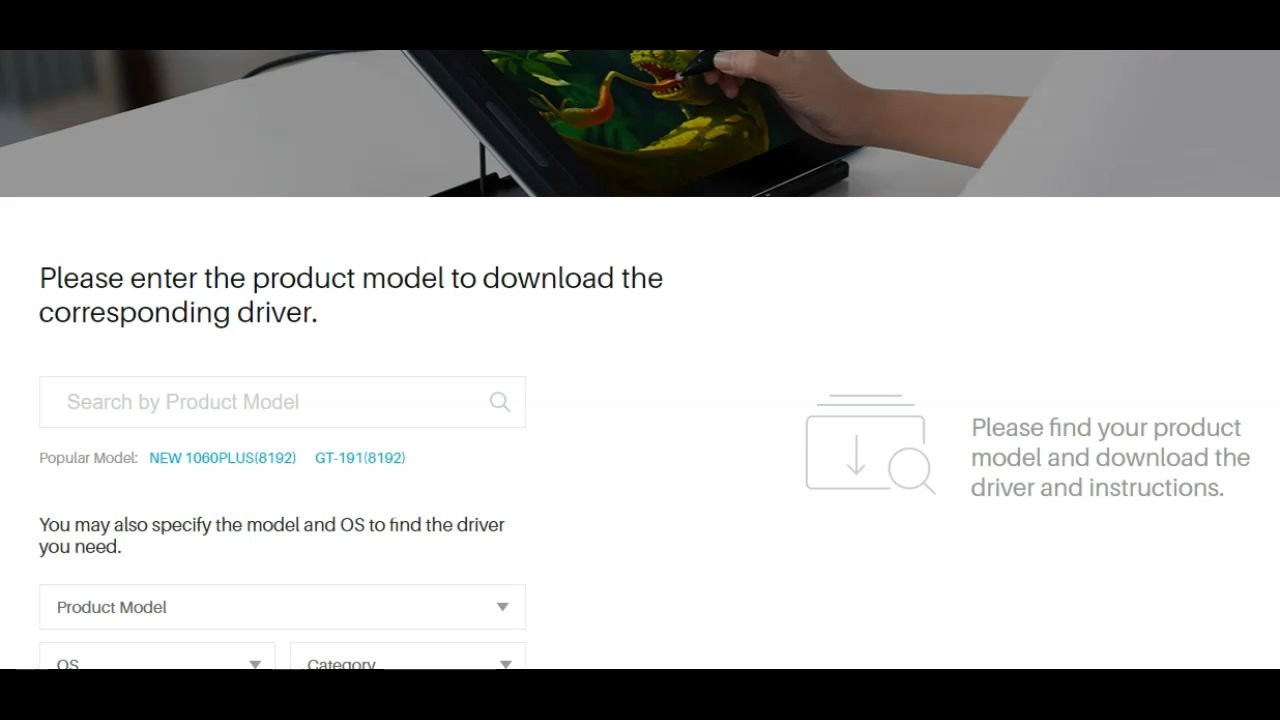 Please enter the product model to download the
corresponding driver.
Search by Product Model
Popular Model: NEW 1060PLUS(8192) GT-191(8192)
Please find your product
model and download the
driver and instructions.
You may also specify the model and OS to find the driver
you need.
Product Model
OS Category